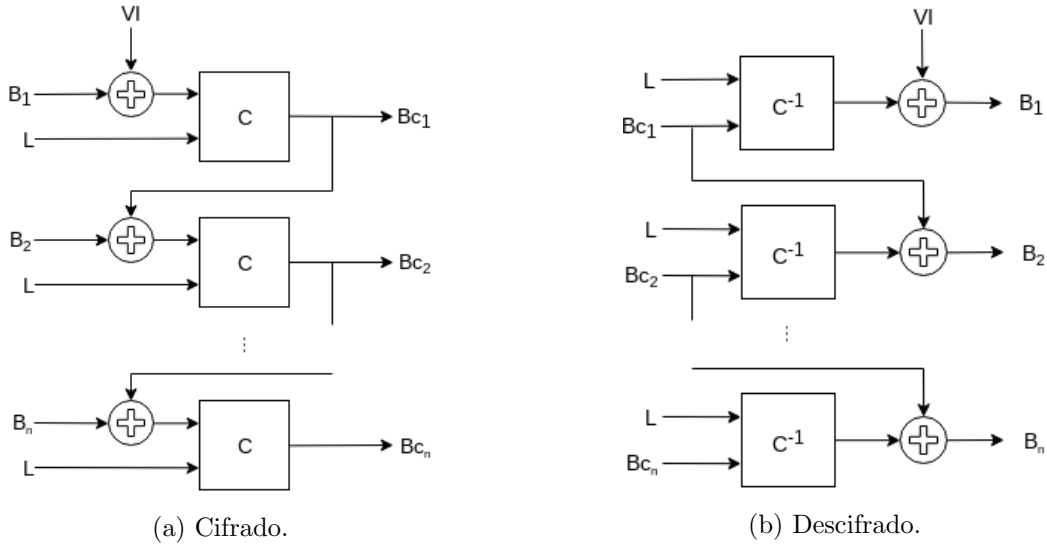 VI
B1
L
C
Bc1
B2
L
C
Bc2
⋮
Bn
L
C
Bcn
(a) Cifrado.
VI
L
Bc1
C-1
B1
L
Bc2
C-1
B2
⋮
L
Bcn
C-1
Bn
(b) Descifrado.